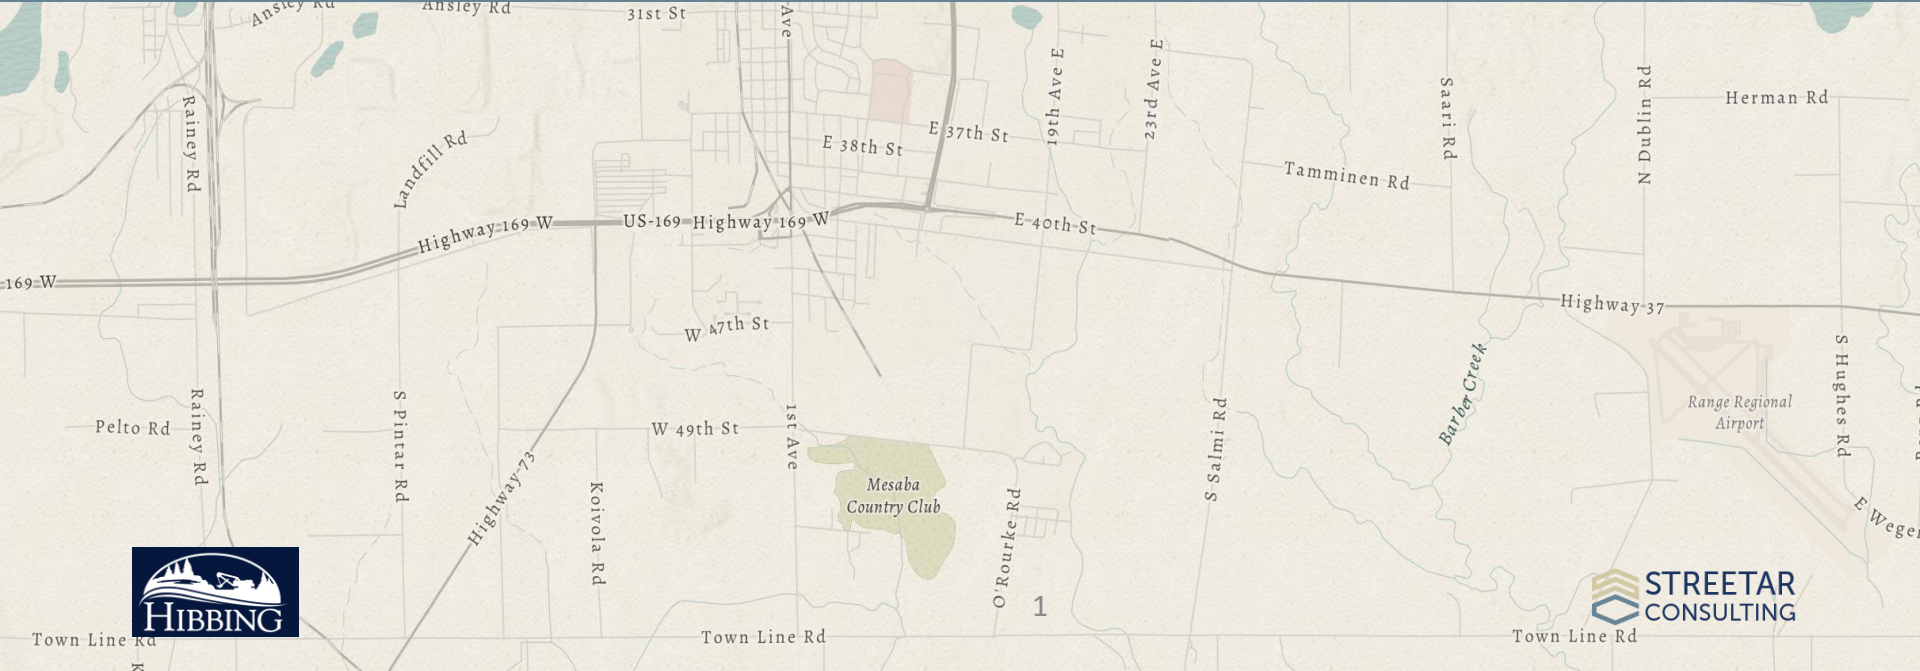 Ansley Rd
Ansley Rd
31st St
Ave
Rainey Rd
Landfill Rd
E 38th St
E 37th St
19th Ave E
23rd Ave E
Saari Rd
N Dublin Rd
Herman Rd
Tamminen Rd
Highway 169 W
US-169
Highway 169 W
E 40th St
169 W
Highway 37
W 47th St
Barber Creek
S Hughes Rd
Range Regional
Airport
Pelto Rd
Rainey Rd
S Pintar Rd
W 49th St
1st Ave
S Salmi Rd
Highway 73
Koivola Rd
Mesaba
Country Club
O'Rourke Rd
E Weger
HIBBING
1
STREETAR
CONSULTING
Town Line Rd
Town Line Rd
Town Line Rd
K